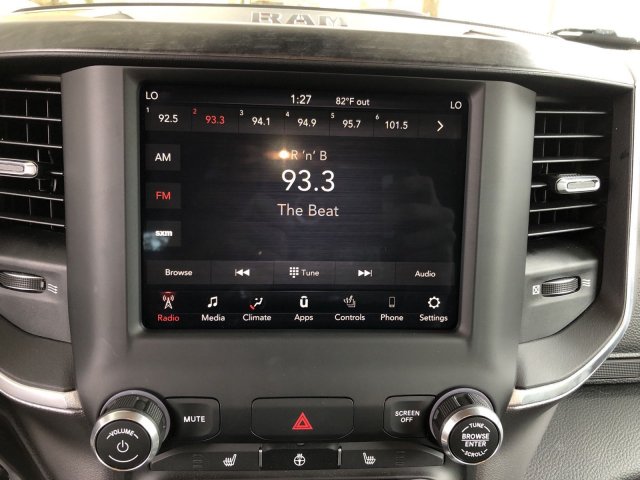 RAM
LO 1:27 82°F out LO
1 92.5 2 93.3 3 94.1 4 94.9 5 95.7 6 101.5
AM
R 'n' B
93.3
FM
The Beat
sxm
Browse Tune Audio
Radio Media Climate Apps Controls Phone Settings
MUTE
SCREEN OFF
VOLUME
TUNE
BROWSE
ENTER
SCROLL